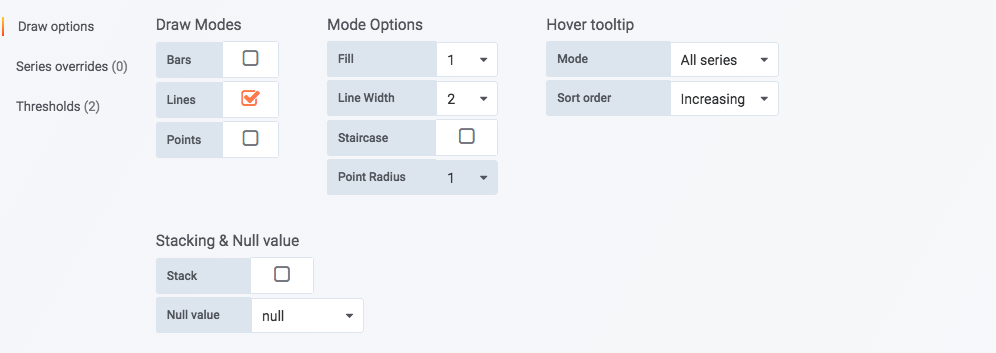 Draw options
Series overrides (0)
Thresholds (2)
Draw Modes
Bars
Lines
Points
Mode Options
Fill 1
Line Width 2
Staircase
Point Radius 1
Hover tooltip
Mode All series
Sort order Increasing
Stacking & Null value
Stack
Null value null